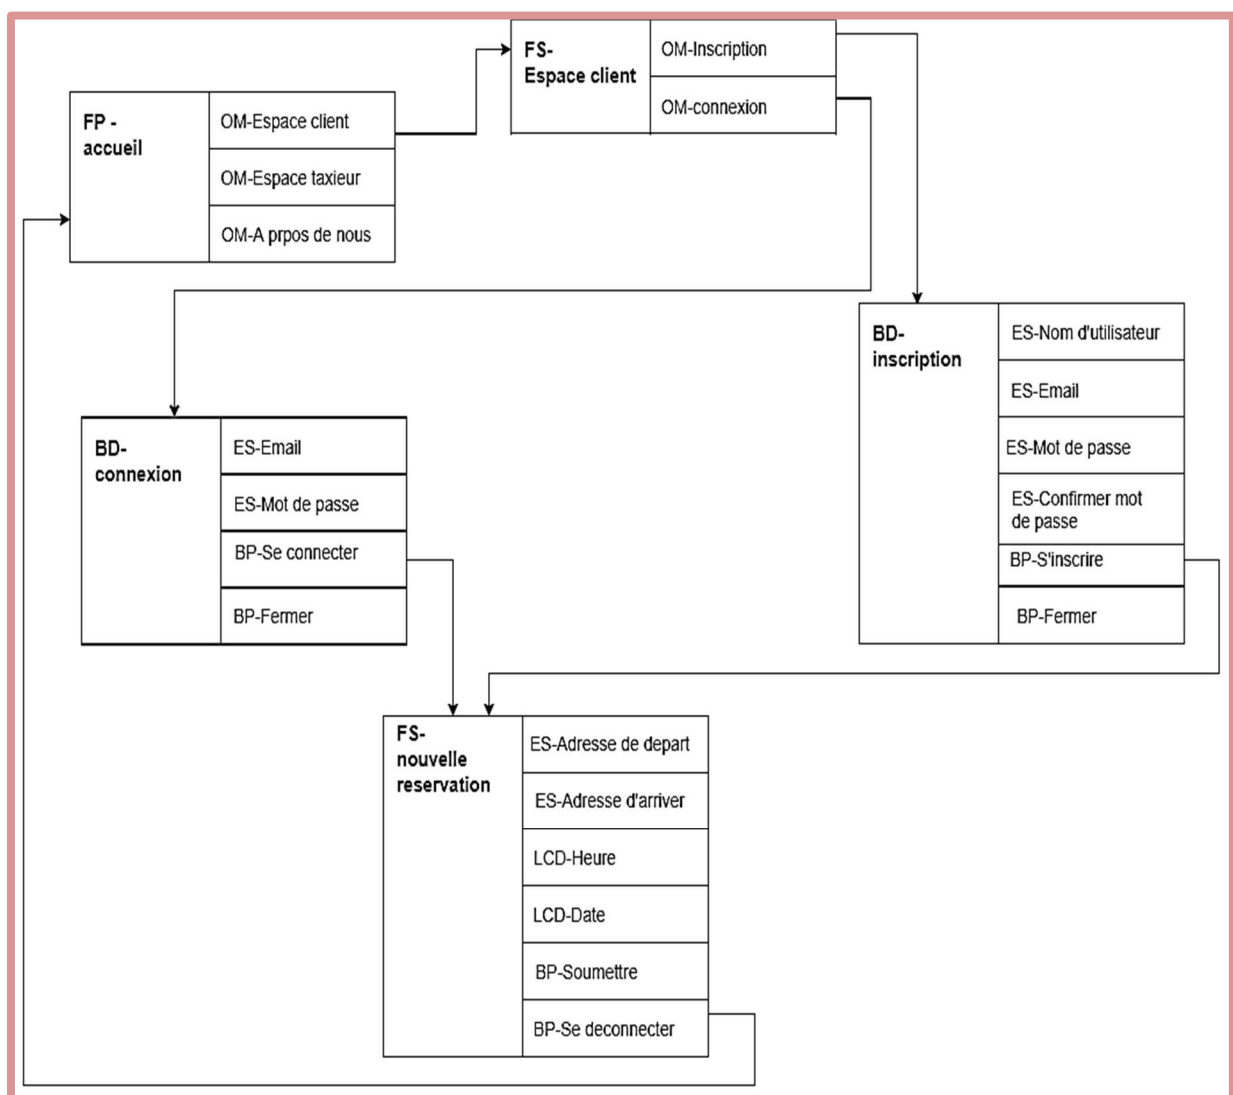 FS-
Espace client
OM-Inscription
OM-connexion
FP -
accueil
OM-Espace client
OM-Espace taxieur
OM-A prpos de nous
BD-
inscription
ES-Nom d'utilisateur
ES-Email
ES-Mot de passe
ES-Confirmer mot
de passe
BP-S'inscrire
BP-Fermer
BD-
connexion
ES-Email
ES-Mot de passe
BP-Se connecter
BP-Fermer
FS-
nouvelle
reservation
ES-Adresse de depart
ES-Adresse d'arriver
LCD-Heure
LCD-Date
BP-Soumettre
BP-Se deconnecter